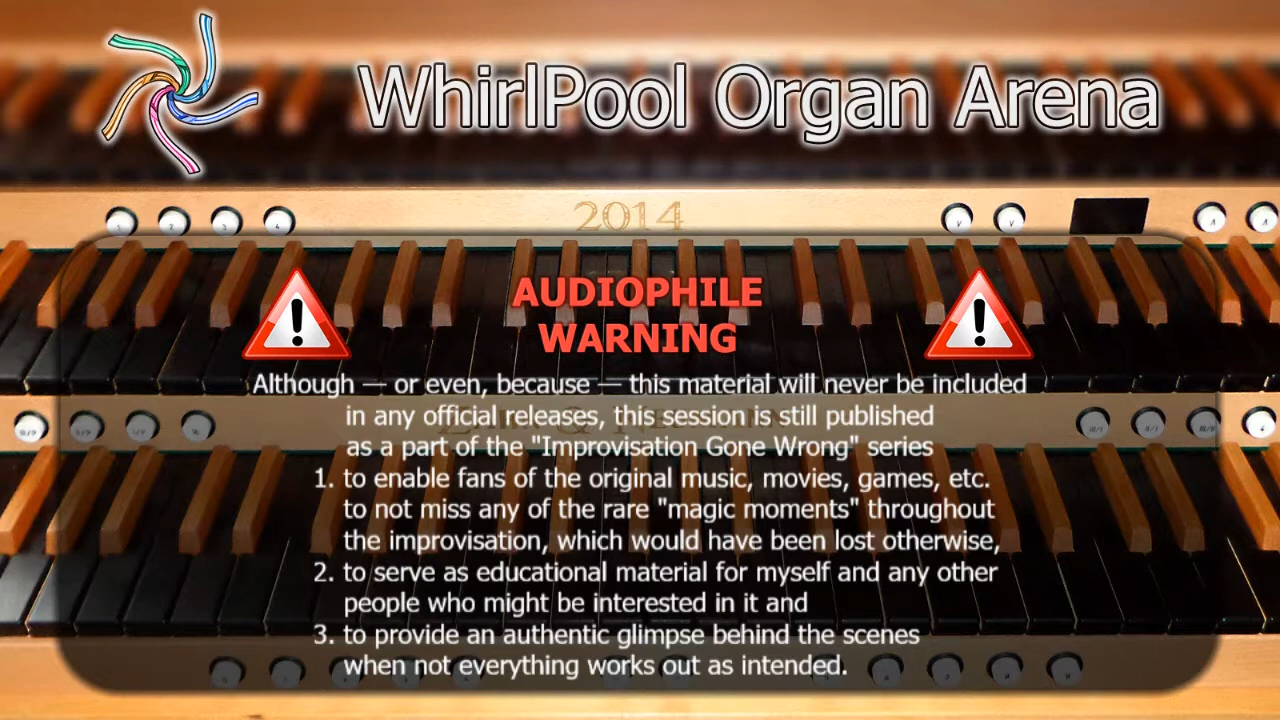 WhirlPool Organ Arena
2014
AUDIOPHILE
WARNING
Although — or even, because — this material will never be included
in any official releases, this session is still published
as a part of the "Improvisation Gone Wrong" series
1. to enable fans of the original music, movies, games, etc.
to not miss any of the rare "magic moments" throughout
the improvisation, which would have been lost otherwise,
2. to serve as educational material for myself and any other
people who might be interested in it and
3. to provide an authentic glimpse behind the scenes
when not everything works out as intended.